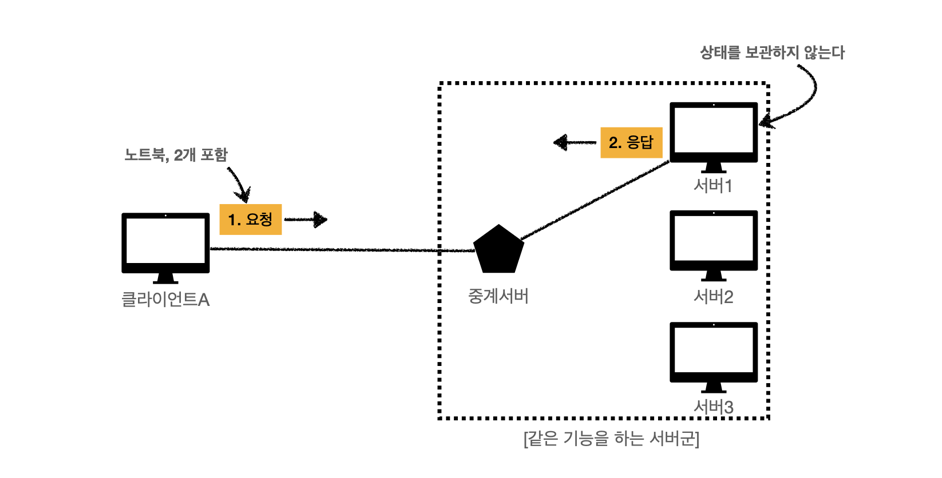 상태를 보관하지 않는다
2. 응답
노트북, 2개 포함
서버1
1. 요청
클라이언트A
중계서버
서버2
서버3
[같은 기능을 하는 서버군]